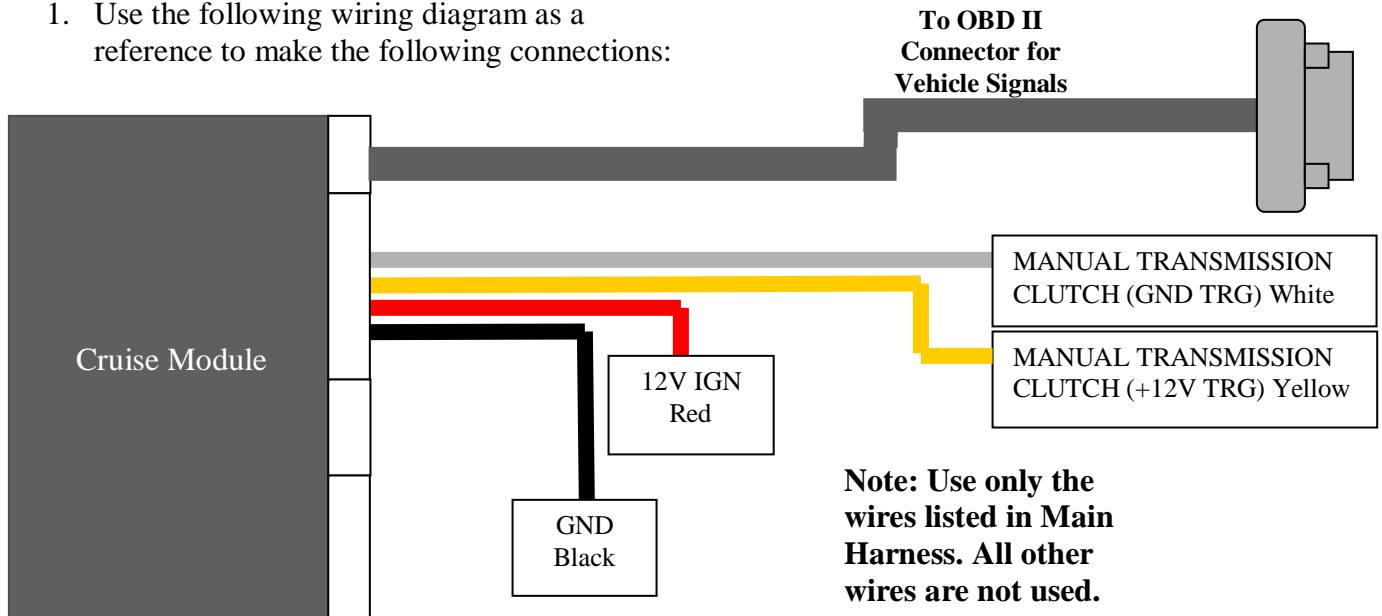 1. Use the following wiring diagram as a
reference to make the following connections:
To OBD II
Connector for
Vehicle Signals
Cruise Module
MANUAL TRANSMISSION
CLUTCH (GND TRG) White
MANUAL TRANSMISSION
CLUTCH (+12V TRG) Yellow
12V IGN
Red
GND
Black
Note: Use only the
wires listed in Main
Harness. All other
wires are not used.